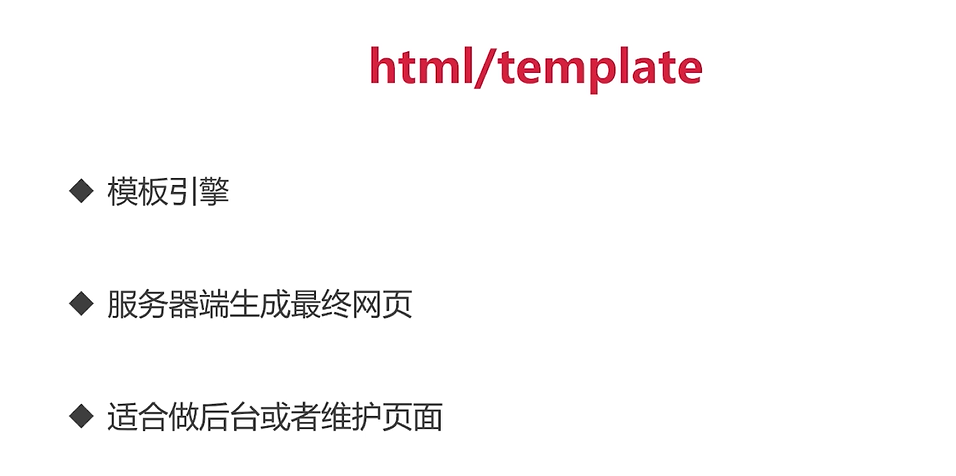 html/template
◆ 模板引擎
◆ 服务器端生成最终网页
◆ 适合做后台或者维护页面